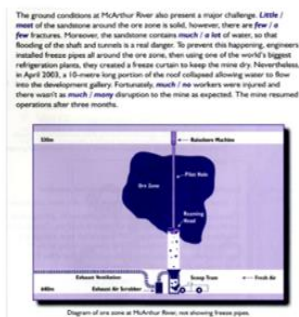 The ground conditions at McArthur River also present a major challenge. Little /
most of the sandstone around the ore zone is solid, however, there are few / a
few fractures. Moreover, the sandstone contains much / a lot of water, so that
flooding of the shaft and tunnels is a real danger. To prevent this happening, engineers
installed freeze pipes all around the ore zone, then using one of the world's biggest
refrigeration plants, they created a freeze curtain to keep the mine dry. Nevertheless
in April 2003, a 10-metre long portion of the roof collapsed allowing water to flow
into the development gallery. Fortunately, much / no workers were injured and
there wasn't as much / many disruption to the mine as expected. The mine resumed
operations after three months.
530m
Raisebore Machine
Pilot Hole
Ore Zone
Reaming
Head
Exhaust Ventilation
Scoop Tram
Fresh Air
640m
Exhaust Air Scrubber
Diagram of ore zone at McArthur River, not showing freeze pipes.